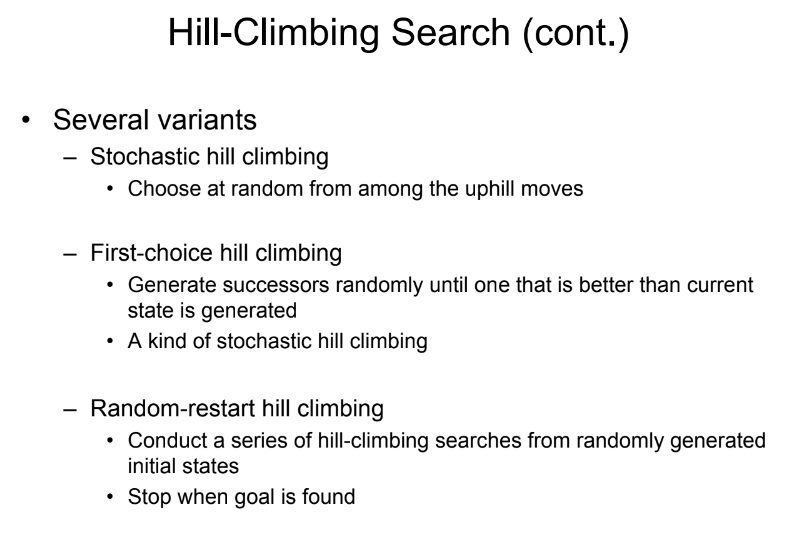 Hill-Climbing Search (cont.)
• Several variants
– Stochastic hill climbing
• Choose at random from among the uphill moves
– First-choice hill climbing
• Generate successors randomly until one that is better than current
state is generated
• A kind of stochastic hill climbing
– Random-restart hill climbing
• Conduct a series of hill-climbing searches from randomly generated
initial states
• Stop when goal is found